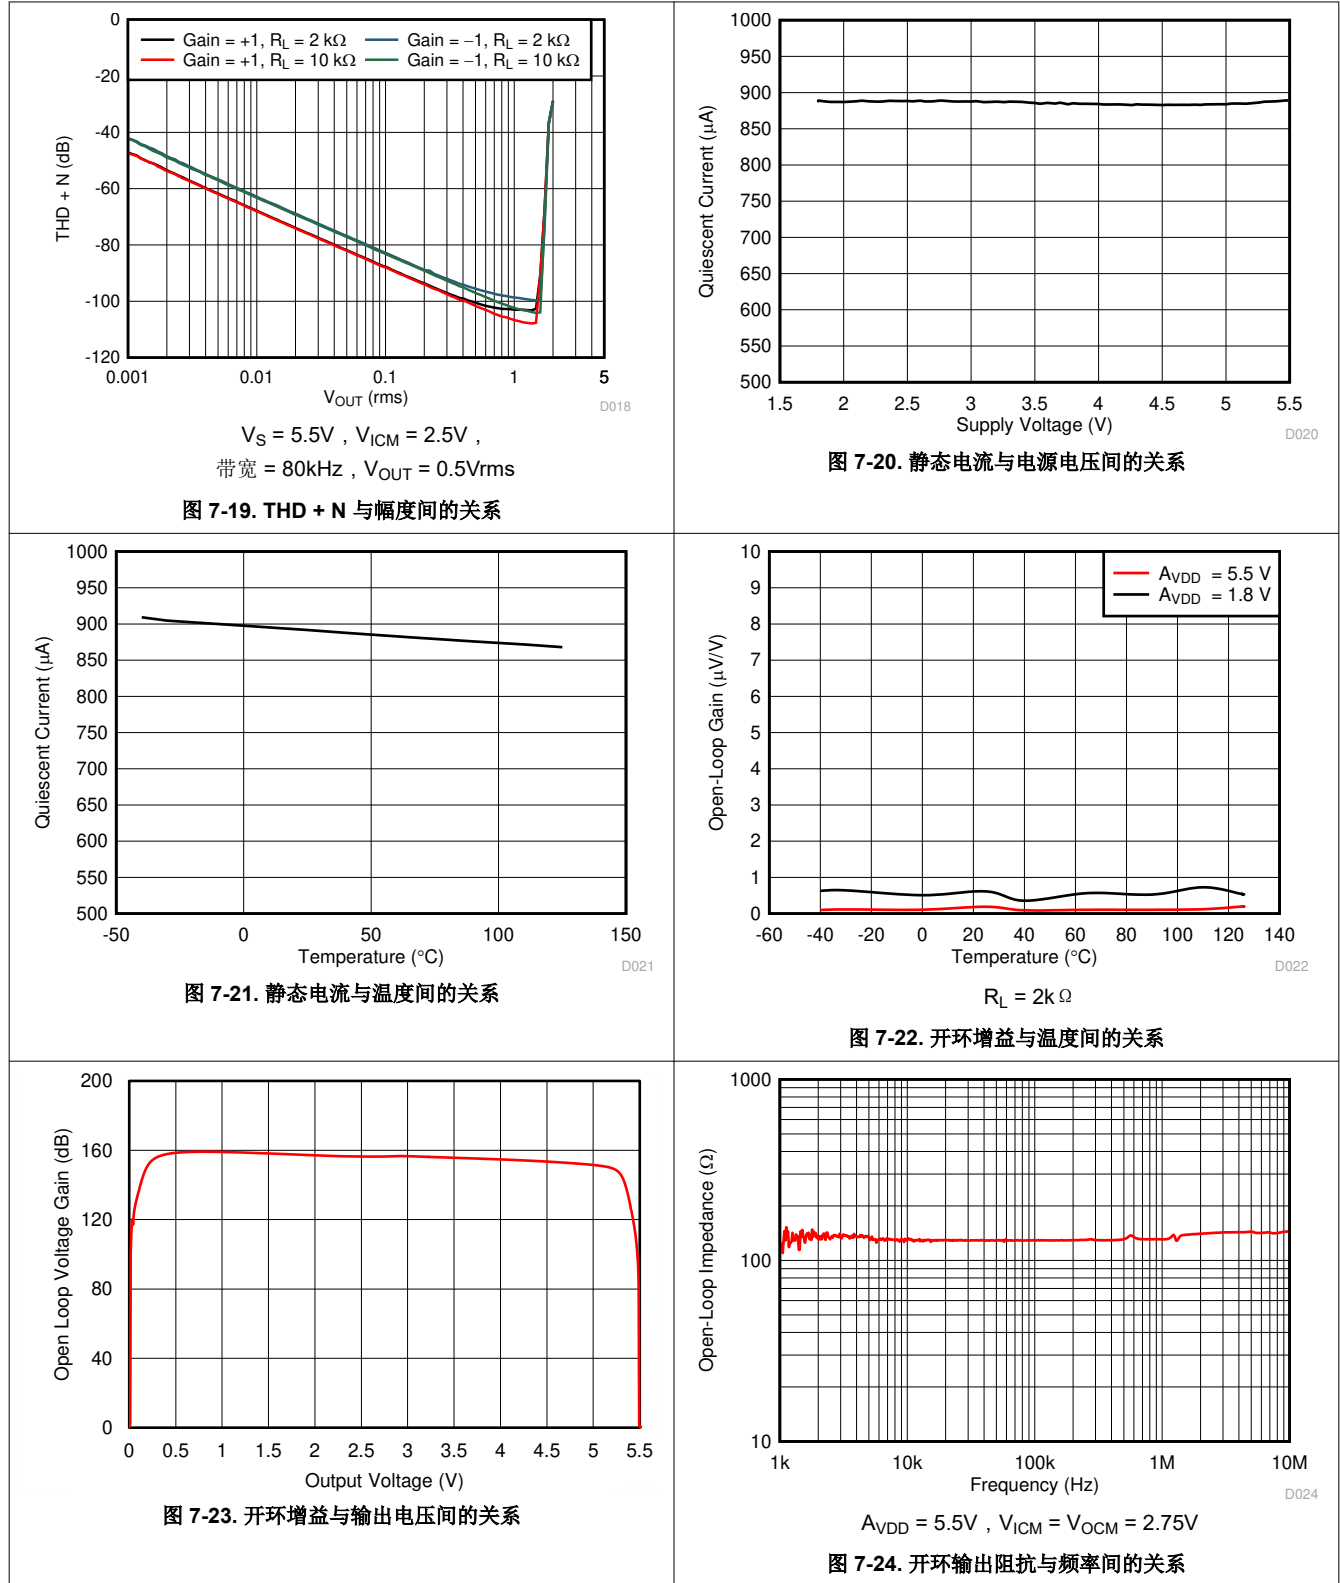 0
-20
-40
-60
-80
-100
-120
THD + N (dB)
Gain = +1, RL = 2 kΩ
Gain = −1, RL = 2 kΩ
Gain = +1, RL = 10 kΩ
Gain = −1, RL = 10 kΩ
0.001 0.01 0.1 1 5
VOUT (rms)
D018
VS = 5.5V , VICM = 2.5V ,
带宽 = 80kHz , VOUT = 0.5Vrms
图 7-19. THD + N 与幅度间的关系
1000
950
900
850
800
750
700
650
600
550
500
Quiescent Current (μA)
1.5 2 2.5 3 3.5 4 4.5 5 5.5
Supply Voltage (V)
D020
图 7-20. 静态电流与电源电压间的关系
1000
950
900
850
800
750
700
650
600
550
500
Quiescent Current (μA)
-50 0 50 100 150
Temperature (°C)
D021
图 7-21. 静态电流与温度间的关系
10
9
8
7
6
5
4
3
2
1
0
Open-Loop Gain (μV/V)
AVDD = 5.5 V
AVDD = 1.8 V
-60 -40 -20 0 20 40 60 80 100 120 140
Temperature (°C)
D022
RL = 2k Ω
图 7-22. 开环增益与温度间的关系
200
160
120
80
40
0
Open Loop Voltage Gain (dB)
0 0.5 1 1.5 2 2.5 3 3.5 4 4.5 5 5.5
Output Voltage (V)
图 7-23. 开环增益与输出电压间的关系
1000
100
10
Open-Loop Impedance (Ω)
1k 10k 100k 1M 10M
Frequency (Hz)
D024
AVDD = 5.5V , VICM = VOCM = 2.75V
图 7-24. 开环输出阻抗与频率间的关系